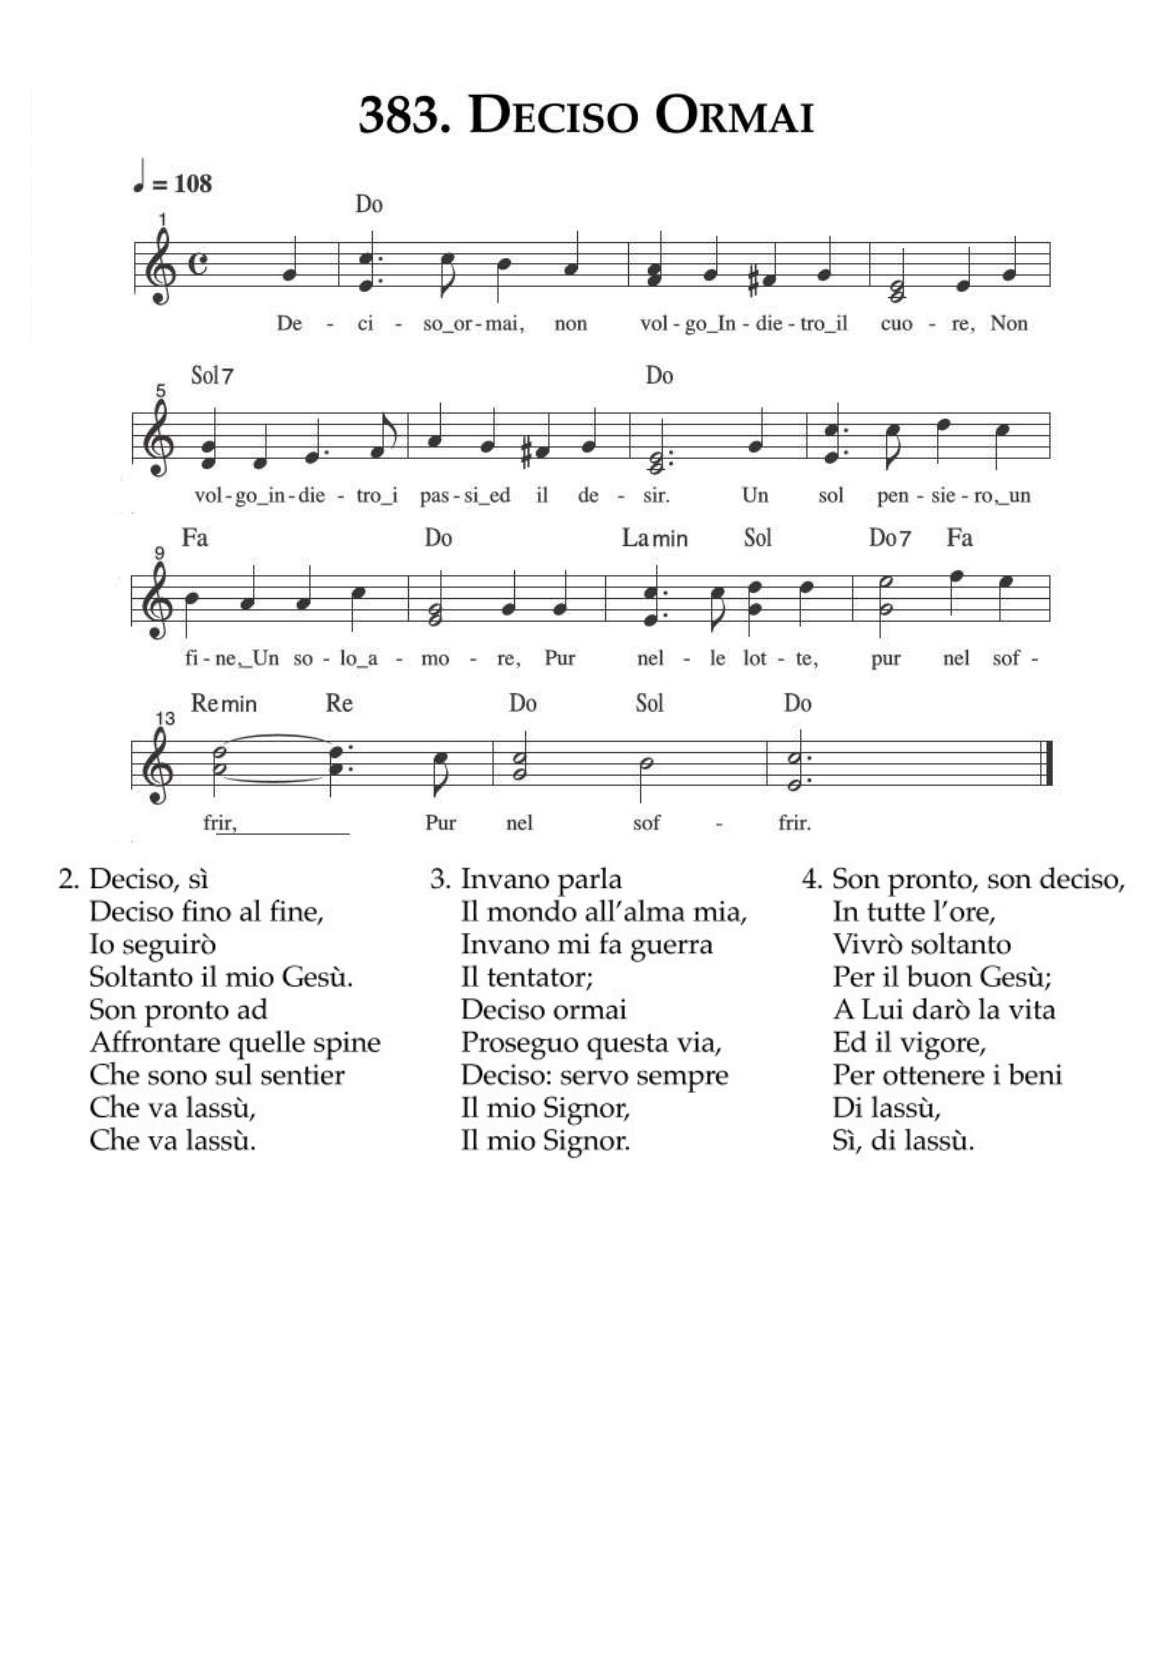 383. Deciso Ormai
= 108
Do
1
De - ci - so_or-mai, non vol-go_In-die-tro_il cuo - re, Non
Sol7 Do
5
vol-go_in-die-tro_i pas-si_ed il de - sir. Un sol pen-sie-ro,_un
Fa Do Lamin Sol Do7 Fa
9
fi-ne,_Un so-lo_a - mo - re, Pur nel - le lot-te, pur nel sof-
Remin Re Do Sol Do
13
frir, Pur nel sof - frir.
2. Deciso, sì
Deciso fino al fine,
Io seguirò
Soltanto il mio Gesù.
Son pronto ad
Affrontare quelle spine
Che sono sul sentier
Che va lassù,
Che va lassù.
3. Invano parla
Il mondo all'alma mia,
Invano mi fa guerra
Il tentator;
Deciso ormai
Proseguo questa via,
Deciso: servo sempre
Il mio Signor,
Il mio Signor.
4. Son pronto, son deciso,
In tutte l'ore,
Vivrò soltanto
Per il buon Gesù;
A Lui darò la vita
Ed il vigore,
Per ottenere i beni
Di lassù,
Sì, di lassù.